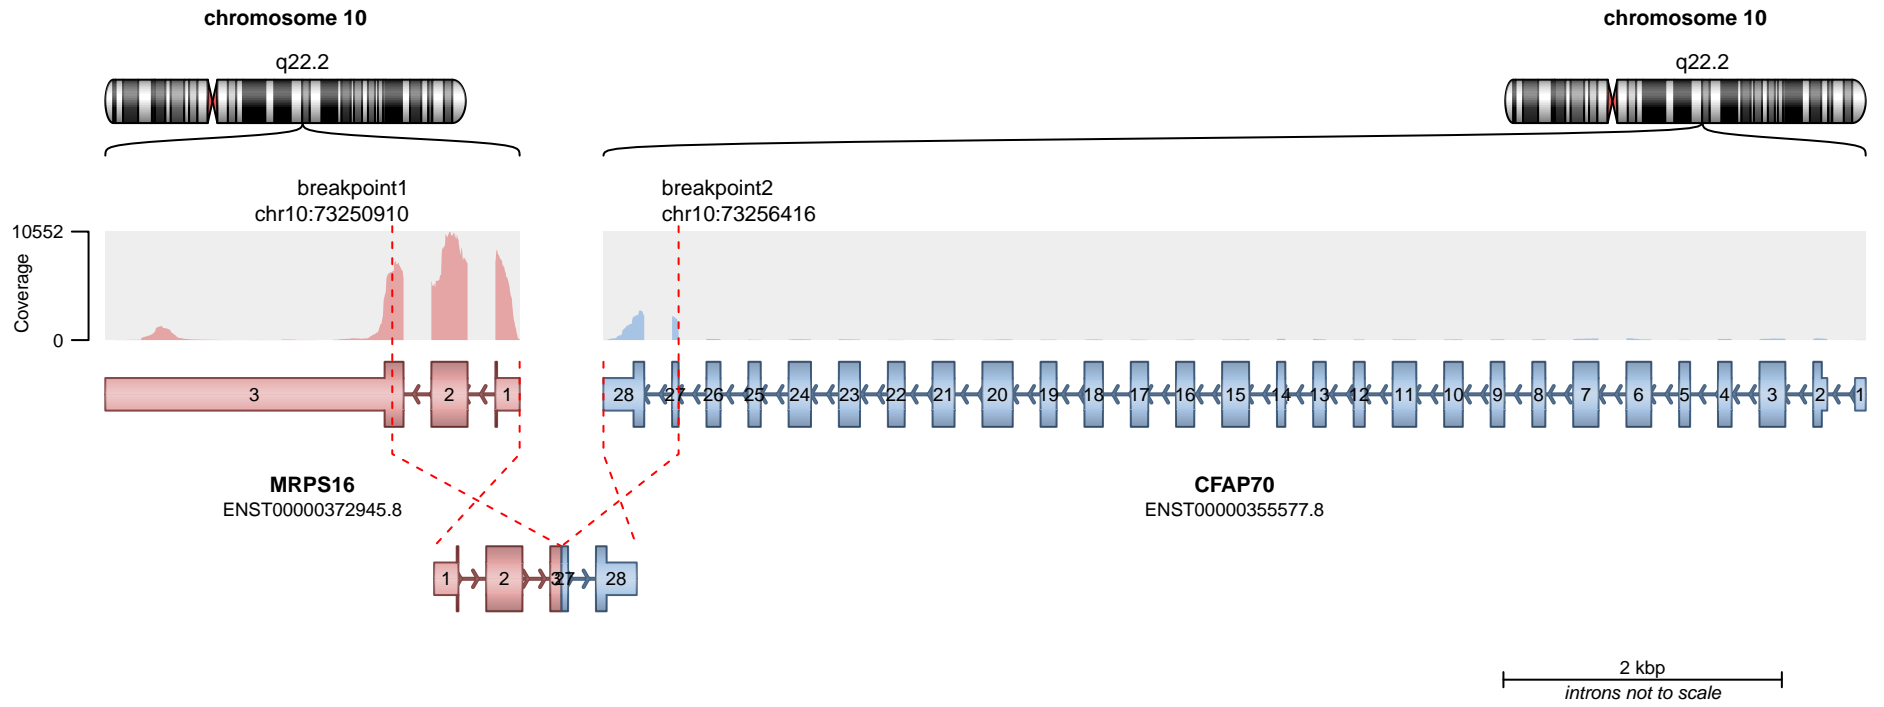 chromosome 10
chromosome 10
q22.2
q22.2
breakpoint1
chr10:73250910
breakpoint2
chr10:73256416
10552
Coverage
0
3 2 1
28 27 26 25 24 23 22 21 20 19 18 17 16 15 14 13 12 11 10 9 8 7 6 5 4 3 2 1
MRPS16
ENST00000372945.8
CFAP70
ENST00000355577.8
1 2 3 27 28
2 kbp
introns not to scale